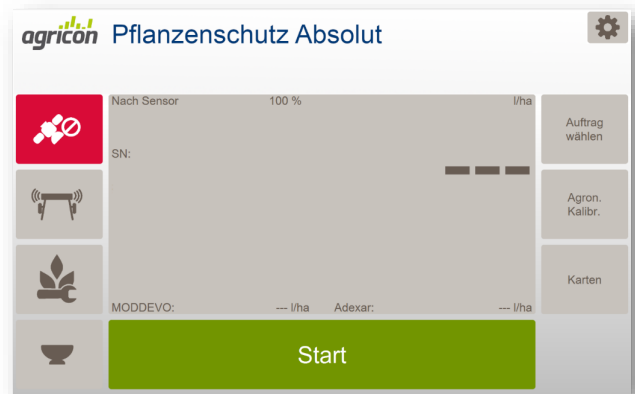 agricon Pflanzenschutz Absolut
Nach Sensor 100 % l/ha
Auftrag
wählen
SN:
---
Agron.
Kalibr.
Karten
MODDEVO: --- l/ha Adexar: --- l/ha
Start